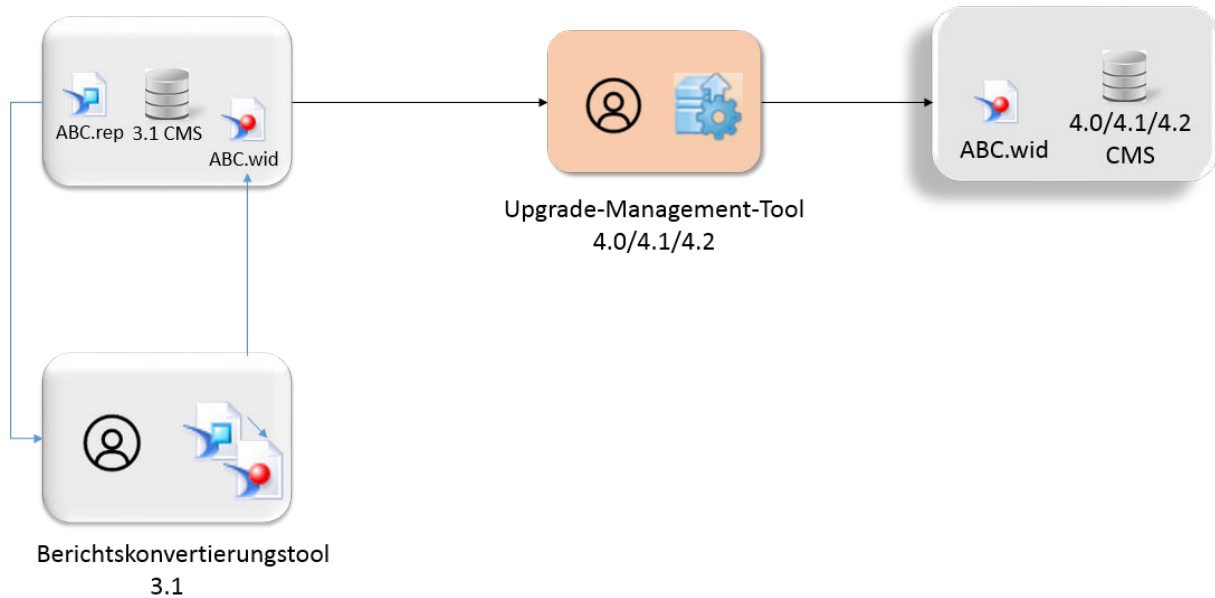 ABC.rep
3.1 CMS
ABC.wid
Upgrade-Management-Tool
4.0/4.1/4.2
ABC.wid
4.0/4.1/4.2
CMS
Berichtskonvertierungstool
3.1